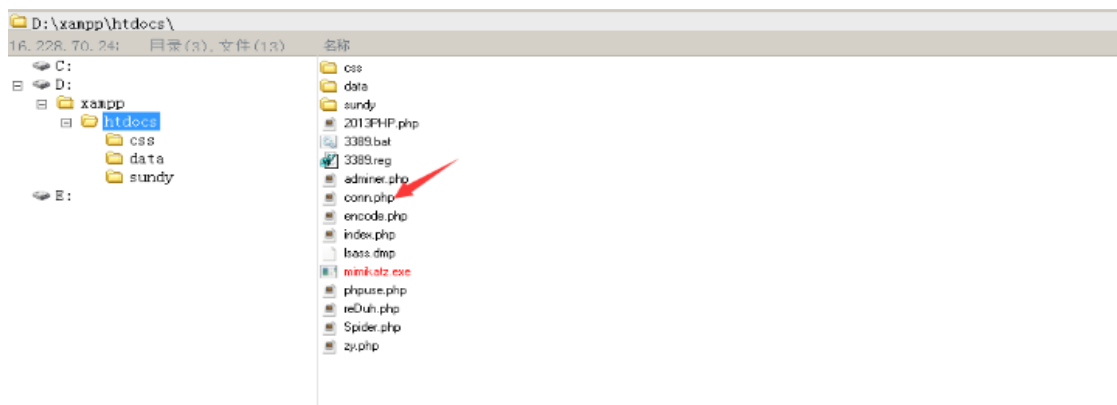 D:\xampp\htdocs\
16.228.70.24: 目录(3),文件(13) 名称
C:
D:
xampp
htdocs
css
data
sundy
E:
css
data
sundy
2013PHP.php
3389.bat
3389.reg
adminer.php
conn.php
encode.php
index.php
lsass.dmp
mimikatz.exe
phpuse.php
reDuh.php
Spider.php
zy.php